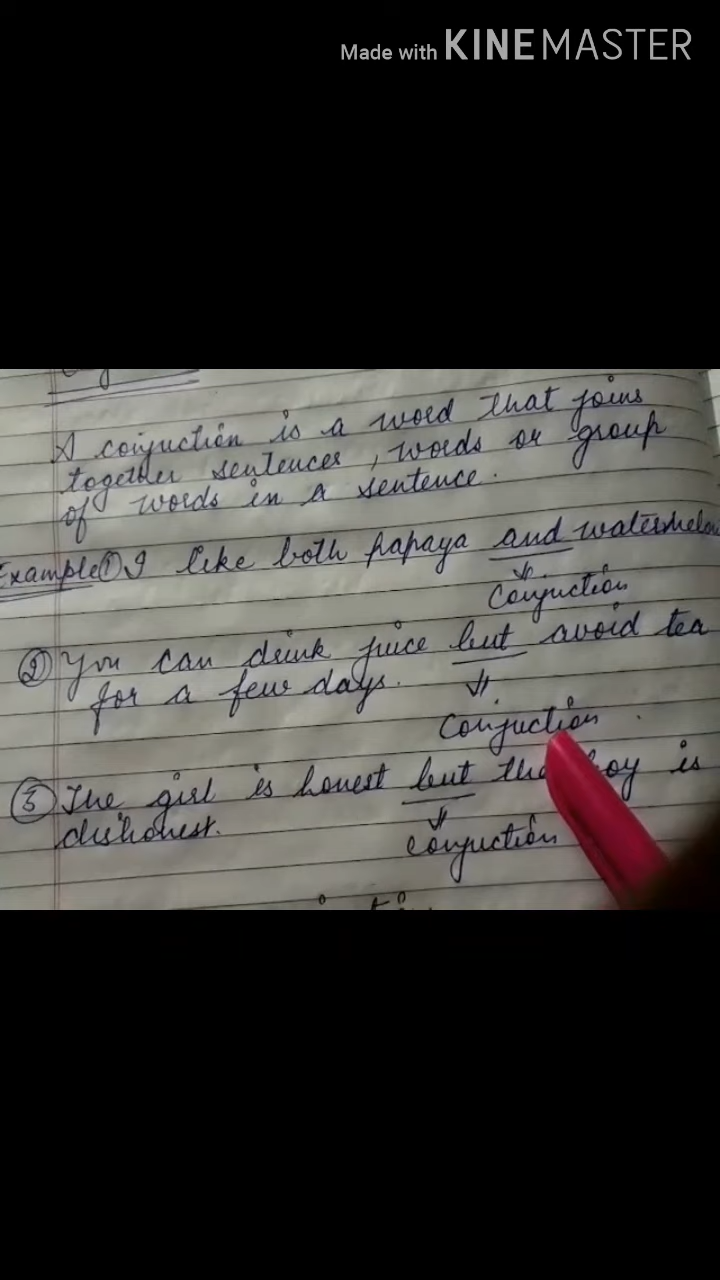 Made with KINEMASTER
A conjuction is a word that joins
together sentences, words or group
of words in a sentence.
Example ① I like both papaya and watermelon
Conjuction
② You can drink juice but avoid tea
for a few days.
Conjuction
③ The girl is honest but the boy is
dishonest.
Conjuction